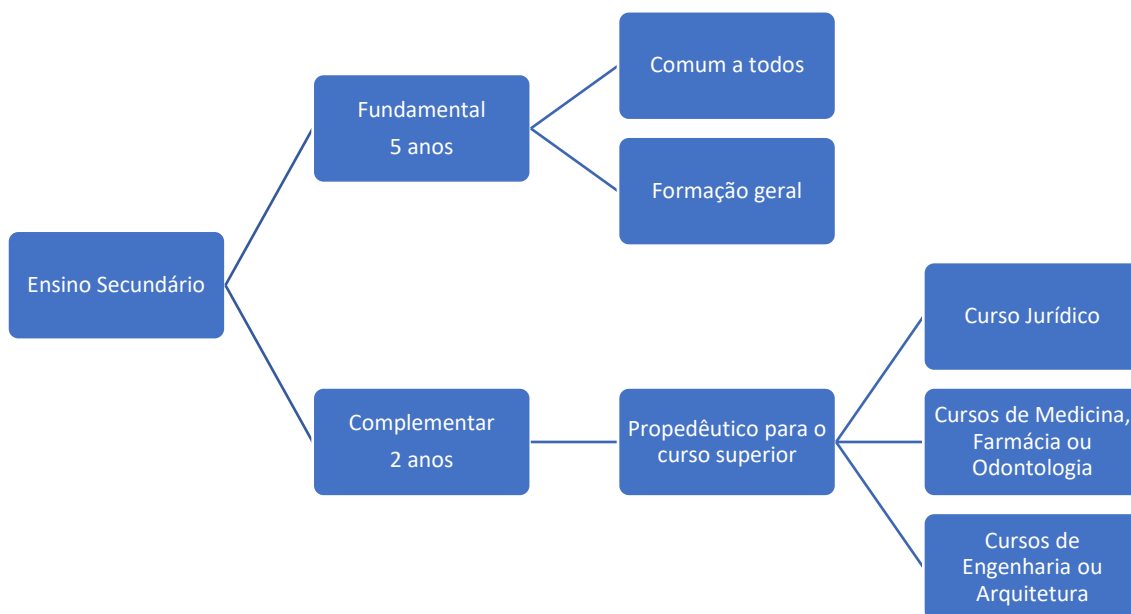 Ensino Secundário
Fundamental
5 anos
Comum a todos
Formação geral
Complementar
2 anos
Propedêutico para o
curso superior
Curso Jurídico
Cursos de Medicina,
Farmácia ou
Odontologia
Cursos de
Engenharia ou
Arquitetura